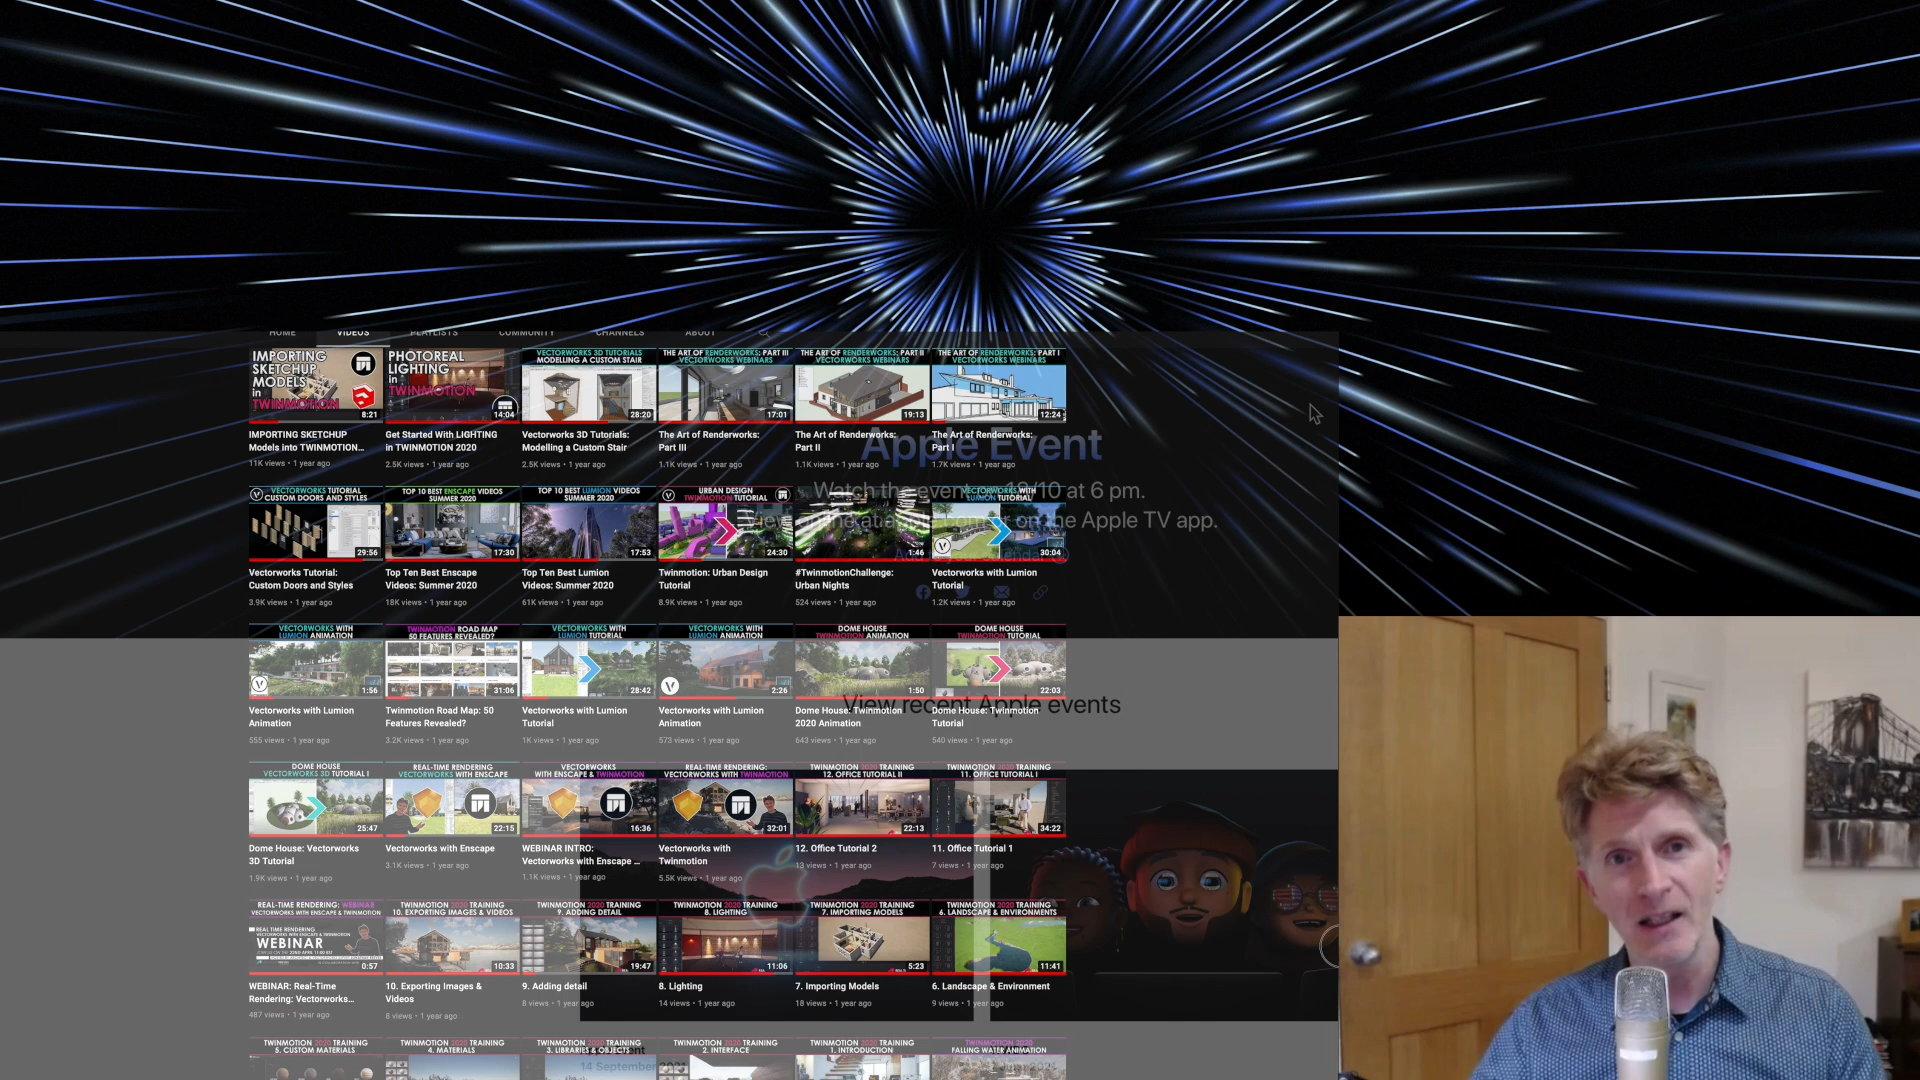 HOME VIDEOS PLAYLISTS COMMUNITY CHANNELS ABOUT
IMPORTING
SKETCHUP
MODELS
in
TWINMOTION
8:21
PHOTOREAL
LIGHTING
in
TWINMOTION
14:04
VECTORWORKS 3D TUTORIALS
MODELLING A CUSTOM STAIR
28:20
THE ART OF RENDERWORKS: PART III
VECTORWORKS WEBINARS
17:01
THE ART OF RENDERWORKS: PART II
VECTORWORKS WEBINARS
19:13
THE ART OF RENDERWORKS: PART I
VECTORWORKS WEBINARS
12:24
IMPORTING SKETCHUP
Models into TWINMOTION...
11K views • 1 year ago
Get Started With LIGHTING
in TWINMOTION 2020
2.5K views • 1 year ago
Vectorworks 3D Tutorials:
Modelling a Custom Stair
2.5K views • 1 year ago
The Art of Renderworks:
Part III
1.1K views • 1 year ago
The Art of Renderworks:
Part II
1.1K views • 1 year ago
The Art of Renderworks:
Part I
1.7K views • 1 year ago
Apple Event
Watch the event 18/10 at 6 pm.
on the Apple TV app.
VECTORWORKS TUTORIAL
CUSTOM DOORS AND STYLES
29:56
TOP 10 BEST ENSCAPE VIDEOS
SUMMER 2020
17:30
TOP 10 BEST LUMION VIDEOS
SUMMER 2020
17:53
URBAN DESIGN
TWINMOTION TUTORIAL
24:30
1:46
VECTORWORKS WITH
LUMION TUTORIAL
30:04
Vectorworks Tutorial:
Custom Doors and Styles
3.9K views • 1 year ago
Top Ten Best Enscape
Videos: Summer 2020
18K views • 1 year ago
Top Ten Best Lumion
Videos: Summer 2020
61K views • 1 year ago
Twinmotion: Urban Design
Tutorial
8.9K views • 1 year ago
#TwinmotionChallenge:
Urban Nights
524 views • 1 year ago
Vectorworks with Lumion
Tutorial
1.2K views • 1 year ago
VECTORWORKS WITH
LUMION ANIMATION
1:56
TWINMOTION ROAD MAP
50 FEATURES REVEALED?
31:06
VECTORWORKS WITH
LUMION TUTORIAL
28:42
VECTORWORKS WITH
LUMION ANIMATION
2:26
DOME HOUSE
TWINMOTION ANIMATION
1:50
DOME HOUSE
TWINMOTION TUTORIAL
22:03
Vectorworks with Lumion
Animation
555 views • 1 year ago
Twinmotion Road Map: 50
Features Revealed?
3.2K views • 1 year ago
Vectorworks with Lumion
Tutorial
1K views • 1 year ago
Vectorworks with Lumion
Animation
573 views • 1 year ago
Dome House: Twinmotion
2020 Animation
643 views • 1 year ago
Dome House: Twinmotion
Tutorial
540 views • 1 year ago
View recent Apple events
DOME HOUSE
VECTORWORKS 3D TUTORIAL I
25:47
REAL-TIME RENDERING
VECTORWORKS WITH ENSCAPE
22:15
VECTORWORKS
WITH ENSCAPE & TWINMOTION
16:36
REAL-TIME RENDERING:
VECTORWORKS WITH TWINMOTION
32:01
TWINMOTION 2020 TRAINING
12. OFFICE TUTORIAL II
22:13
TWINMOTION 2020 TRAINING
11. OFFICE TUTORIAL I
34:22
Dome House: Vectorworks
3D Tutorial
1.9K views • 1 year ago
Vectorworks with Enscape
3.1K views • 1 year ago
WEBINAR INTRO:
Vectorworks with Enscape ...
1.1K views • 1 year ago
Vectorworks with
Twinmotion
5.5K views • 1 year ago
12. Office Tutorial 2
13 views • 1 year ago
11. Office Tutorial 1
7 views • 1 year ago
REAL-TIME RENDERING: WEBINAR
VECTORWORKS WITH ENSCAPE & TWINMOTION
REAL TIME RENDERING
VECTORWORKS WITH ENSCAPE & TWINMOTION
WEBINAR
0:57
TWINMOTION 2020 TRAINING
10. EXPORTING IMAGES & VIDEOS
10:33
TWINMOTION 2020 TRAINING
9. ADDING DETAIL
19:47
TWINMOTION 2020 TRAINING
8. LIGHTING
11:06
TWINMOTION 2020 TRAINING
7. IMPORTING MODELS
5:23
TWINMOTION 2020 TRAINING
6. LANDSCAPE & ENVIRONMENTS
11:41
WEBINAR: Real-Time
Rendering: Vectorworks...
487 views • 1 year ago
10. Exporting Images &
Videos
8 views • 1 year ago
9. Adding detail
8 views • 1 year ago
8. Lighting
14 views • 1 year ago
7. Importing Models
18 views • 1 year ago
6. Landscape & Environment
9 views • 1 year ago
TWINMOTION 2020 TRAINING
5. CUSTOM MATERIALS
TWINMOTION 2020 TRAINING
4. MATERIALS
TWINMOTION 2020 TRAINING
3. LIBRARIES & OBJECTS
TWINMOTION 2020 TRAINING
2. INTERFACE
TWINMOTION 2020 TRAINING
1. INTRODUCTION
TWINMOTION 2020
FALLING WATER ANIMATION
14 September 2021